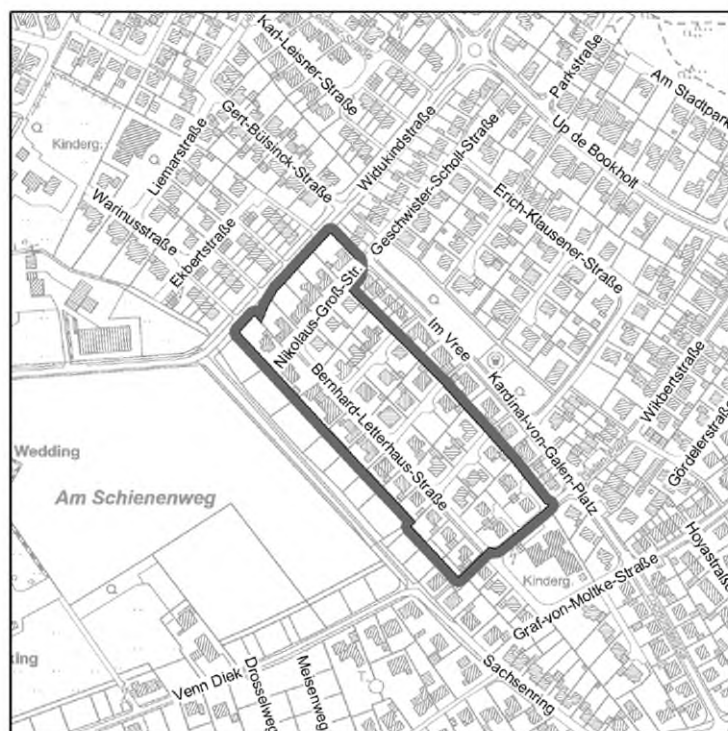 Karl-Leisner-Straße
Parkstraße
Am Stadtpark
Gert-Bülsinck-Straße
Widukindstraße
Up de Bookholt
Kinderg.
Liemarstraße
Geschwister-Scholl-Straße
Erich-Klausener-Straße
Warinusstraße
Ekbertstraße
Nikolaus-Groß-Str.
Im Vree
Bernhard-Letterhaus-Straße
Kardinal-von-Galen-Platz
Wikbertstraße
Gördelerstraße
Wedding
Am Schienenweg
Hoyastraße
Kinderg.
Graf-von-Moltke-Straße
king
Venn Diek
Drosselweg
Meisenweg
Sachsenring